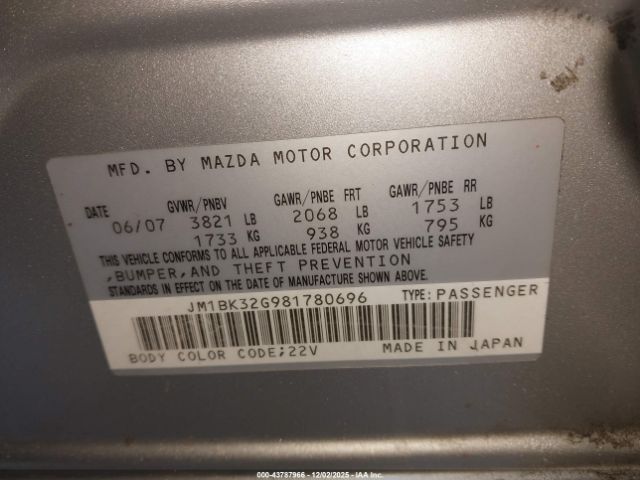 MFD. BY MAZDA MOTOR CORPORATION
DATE GVWR/PNBV GAWR/PNBE FRT GAWR/PNBE RR
06/07 3821 LB 2068 LB 1753 LB
1733 KG 938 KG 795 KG
THIS VEHICLE CONFORMS TO ALL APPLICABLE FEDERAL MOTOR VEHICLE SAFETY
,BUMPER,AND THEFT PREVENTION
STANDARDS IN EFFECT ON THE DATE OF MANUFACTURE SHOWN ABOVE.
JM1BK32G981780696 TYPE: PASSENGER
BODY COLOR CODE;22V MADE IN JAPAN
000-43787966 - 12/02/2025 - IAA Inc.